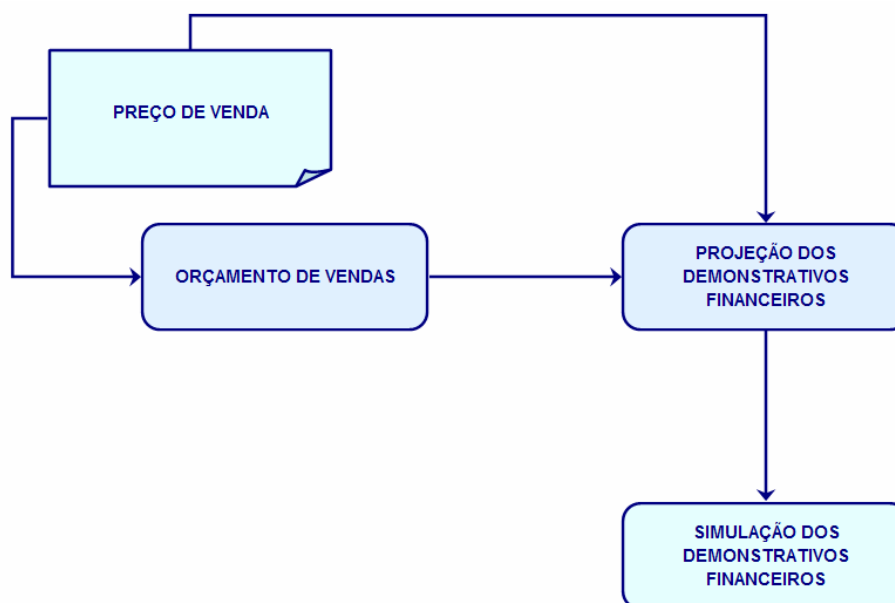 PREÇO DE VENDA
ORÇAMENTO DE VENDAS
PROJEÇÃO DOS
DEMONSTRATIVOS
FINANCEIROS
SIMULAÇÃO DOS
DEMONSTRATIVOS
FINANCEIROS